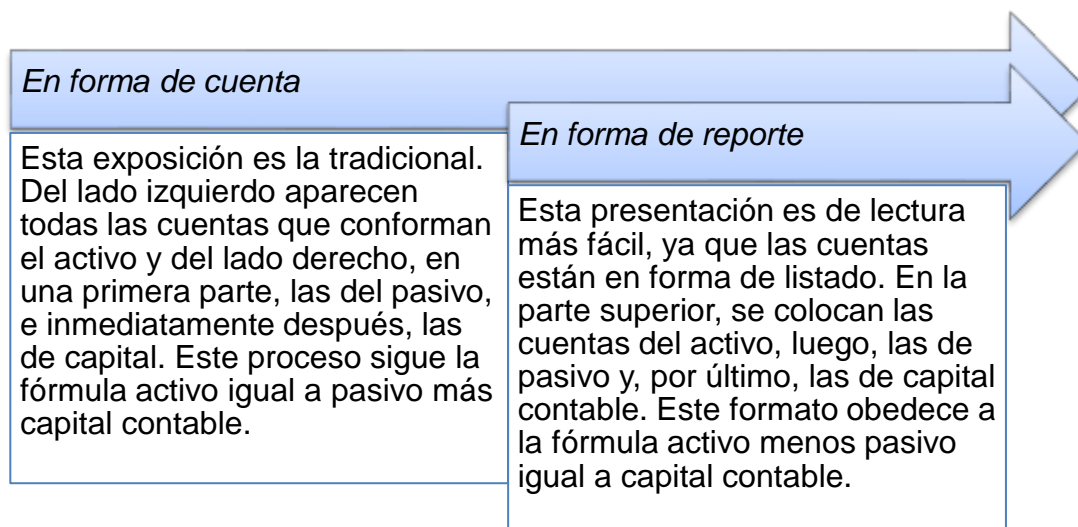 En forma de cuenta
Esta exposición es la tradicional.
Del lado izquierdo aparecen
todas las cuentas que conforman
el activo y del lado derecho, en
una primera parte, las del pasivo,
e inmediatamente después, las
de capital. Este proceso sigue la
fórmula activo igual a pasivo más
capital contable.
En forma de reporte
Esta presentación es de lectura
más fácil, ya que las cuentas
están en forma de listado. En la
parte superior, se colocan las
cuentas del activo, luego, las de
pasivo y, por último, las de capital
contable. Este formato obedece a
la fórmula activo menos pasivo
igual a capital contable.